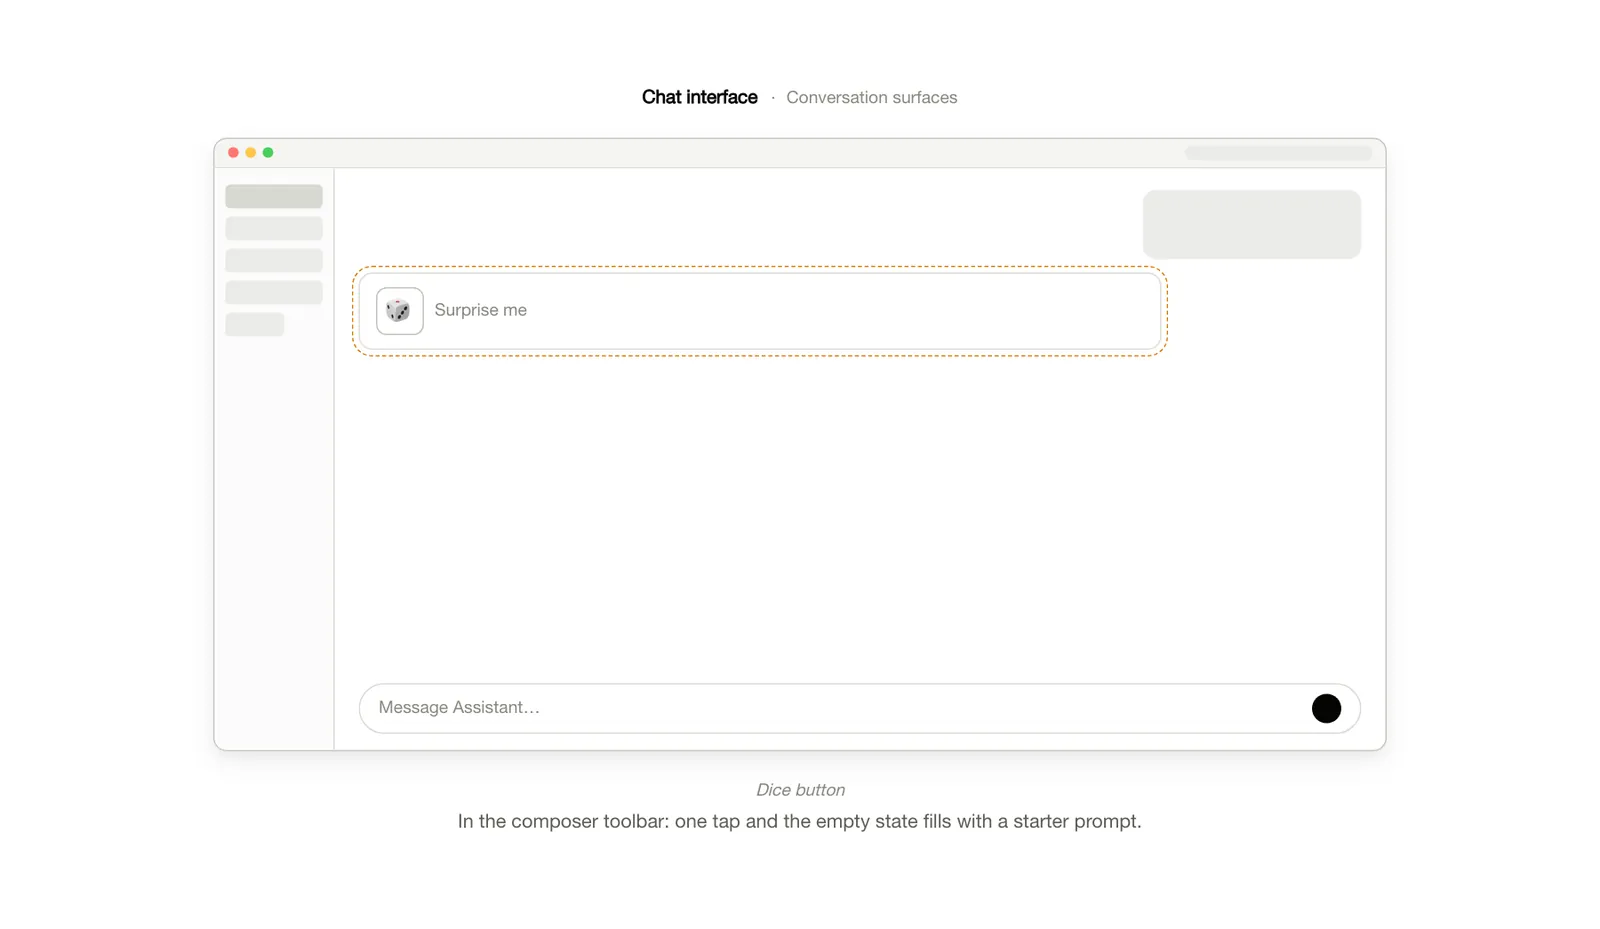 Chat interface · Conversation surfaces
Surprise me
Message Assistant…
Dice button
In the composer toolbar: one tap and the empty state fills with a starter prompt.